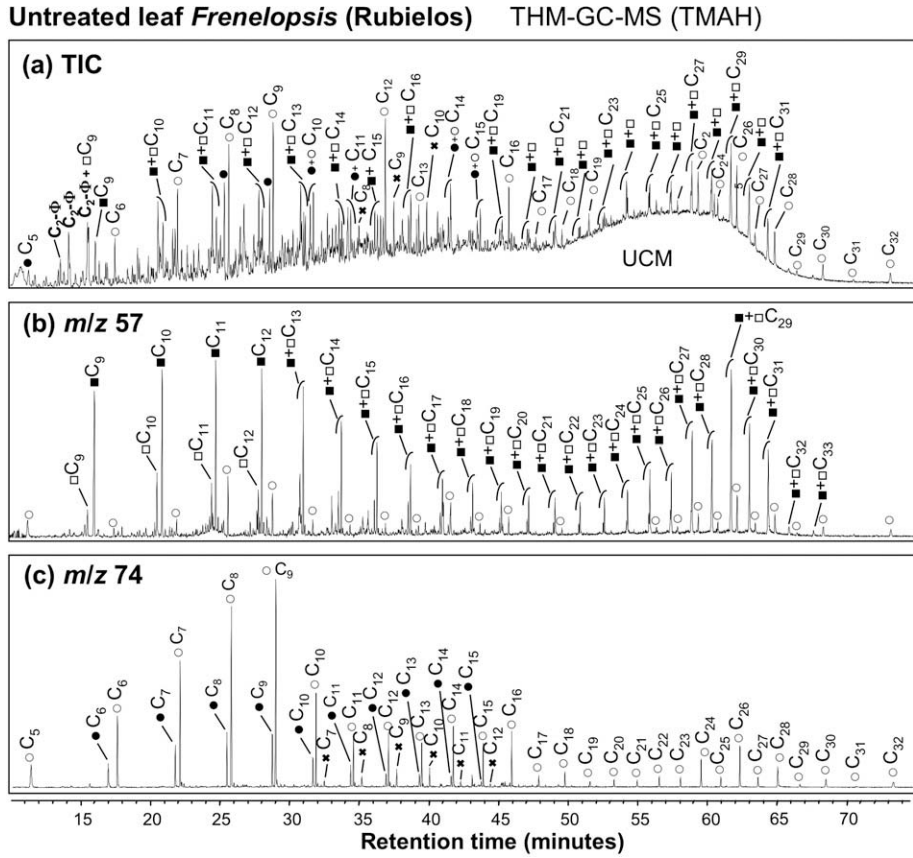 Untreated leaf Frenelopsis (Rubielos) THM-GC-MS (TMAH)
(a) TIC
●C₅
C₂-Φ
C₂-Φ
C₂-Φ + □C₉
■C₉
○C₆
■+□C₁₀
○C₇
■+□C₁₁
●
○C₈
■+□C₁₂
●
○C₉
■+□C₁₃
●+○C₁₀
■+□C₁₄
●+○C₁₁
✖C₈
■+□C₁₅
○C₁₂
✖C₉
■+□C₁₆
○C₁₃
✖C₁₀
●+○C₁₄
●+○C₁₅
■+□C₁₉
○C₁₆
■+□
○C₁₇
■+□C₂₁
○C₁₈
■+□
○C₁₉
■+□C₂₃
■+□
■+□C₂₅
■+□
■+□C₂₇
○C₂
■+□
○C₂₄
■+□C₂₉
○C₂₆
5
■+□
○C₂₇
■+□C₃₁
○C₂₈
○C₂₉
○C₃₀
○C₃₁
○C₃₂
UCM
(b) m/z 57
○
□C₉
■C₉
○
□C₁₀
■C₁₀
○
□C₁₁
■C₁₁
○
□C₁₂
■C₁₂
○
■+□C₁₃
○
■+□C₁₄
○
■+□C₁₅
○
■+□C₁₆
○
■+□C₁₇
○
■+□C₁₈
○
■+□C₁₉
○
■+□C₂₀
■+□C₂₁
○
■+□C₂₂
■+□C₂₃
■+□C₂₄
■+□C₂₅
■+□C₂₆
■+□C₂₇
■+□C₂₈
■+□C₂₉
■+□C₃₀
■+□C₃₁
■+□C₃₂
■+□C₃₃
(c) m/z 74
○C₅
●C₆
○C₆
●C₇
○C₇
●C₈
○C₈
●C₉
○C₉
●C₁₀
○C₁₀
✖C₇
●C₁₁
○C₁₁
✖C₈
●C₁₂
○C₁₂
✖C₉
●C₁₃
○C₁₃
✖C₁₀
●C₁₄
○C₁₄
✖C₁₁
●C₁₅
○C₁₅
✖C₁₂
○C₁₆
○C₁₇
○C₁₈
○C₁₉
○C₂₀
○C₂₁
○C₂₂
○C₂₃
○C₂₄
○C₂₅
○C₂₆
○C₂₇
○C₂₈
○C₂₉
○C₃₀
○C₃₁
○C₃₂
20 30 40 45 50 55 60 65 70
Retention time (minutes)